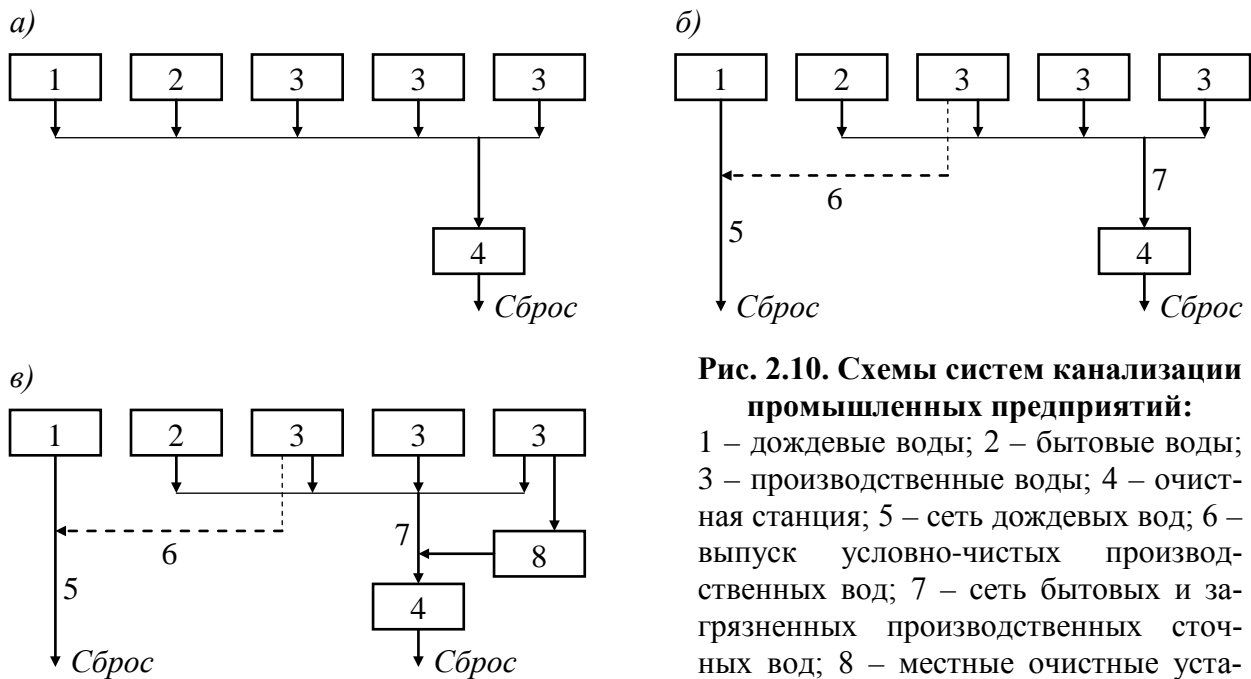 а)
1 2 3 3 3
4
Сброс
б)
1 2 3 3 3
6
7
5
4
Сброс
Сброс
в)
1 2 3 3 3
6
7
8
5
4
Сброс
Сброс
Рис. 2.10. Схемы систем канализации
промышленных предприятий:
1 – дождевые воды; 2 – бытовые воды;
3 – производственные воды; 4 – очист-
ная станция; 5 – сеть дождевых вод; 6 –
выпуск условно-чистых производ-
ственных вод; 7 – сеть бытовых и за-
грязненных производственных сточ-
ных вод; 8 – местные очистные уста-